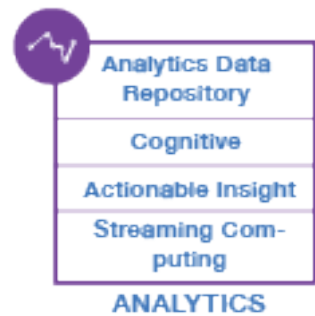 Analytics Data
Repository
Cognitive
Actionable Insight
Streaming Com-
puting
ANALYTICS